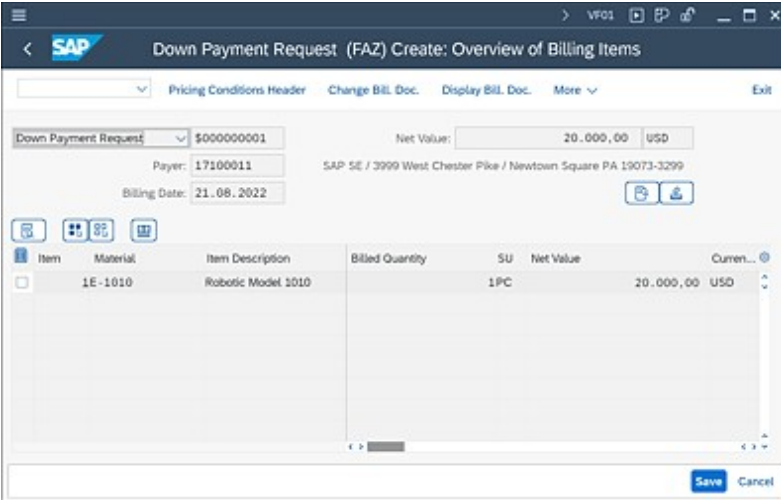 VF01
SAP Down Payment Request (FAZ) Create: Overview of Billing Items
Pricing Conditions Header Change Bill. Doc. Display Bill. Doc. More Exit
Down Payment Request $000000001 Net Value: 20.000,00 USD
Payer: 17100011 SAP SE / 3999 West Chester Pike / Newtown Square PA 19073-3299
Billing Date: 21.08.2022
Item Material Item Description Billed Quantity SU Net Value Curren...
1E-1010 Robotic Model 1010 1PC 20.000,00 USD
Save Cancel